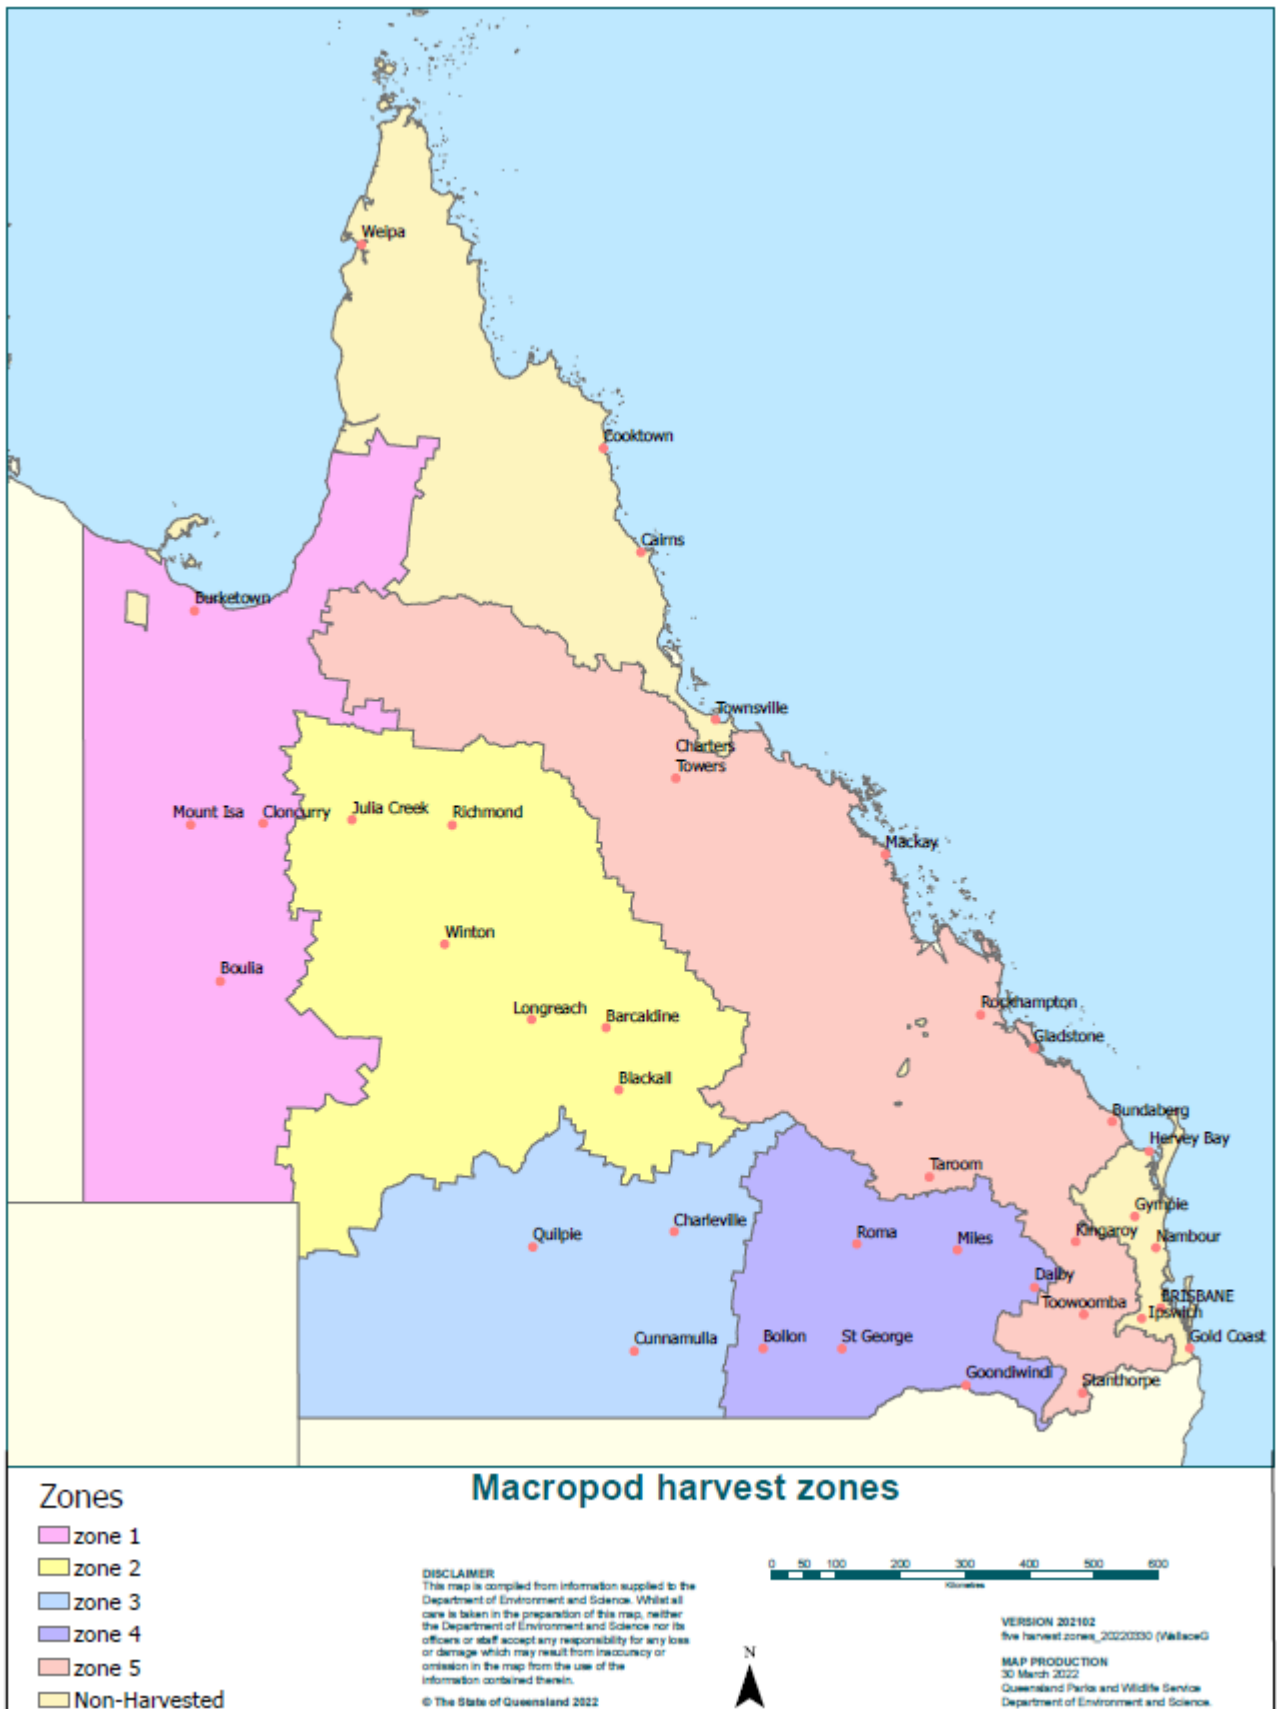 Weipa
Cooktown
Cairns
Burketown
Townsville
Charters
Towers
Mount Isa
Cloncurry
Julia Creek
Richmond
Mackay
Winton
Boulia
Longreach
Barcaldine
Rockhampton
Gladstone
Blackall
Bundaberg
Hervey Bay
Taroom
Gympie
Quilpie
Charleville
Roma
Miles
Kingaroy
Nambour
Dalby
Toowoomba
BRISBANE
Ipswich
Cunnamulla
Bollon
St George
Gold Coast
Goondiwindi
Stanthorpe
Macropod harvest zones
Zones
zone 1
zone 2
zone 3
zone 4
zone 5
Non-Harvested
DISCLAIMER
This map is compiled from information supplied to the
Department of Environment and Science. Whilst all
care is taken in the preparation of this map, neither
the Department of Environment and Science nor its
officers or staff accept any responsibility for any loss
or damage which may result from inaccuracy or
omission in the map from the use of the
information contained therein.
© The State of Queensland 2022
N
0 50 100 200 300 400 500 600
Kilometres
VERSION 202102
five harvest zones_20220330 (WallaceG
MAP PRODUCTION
30 March 2022
Queensland Parks and Wildlife Service
Department of Environment and Science.